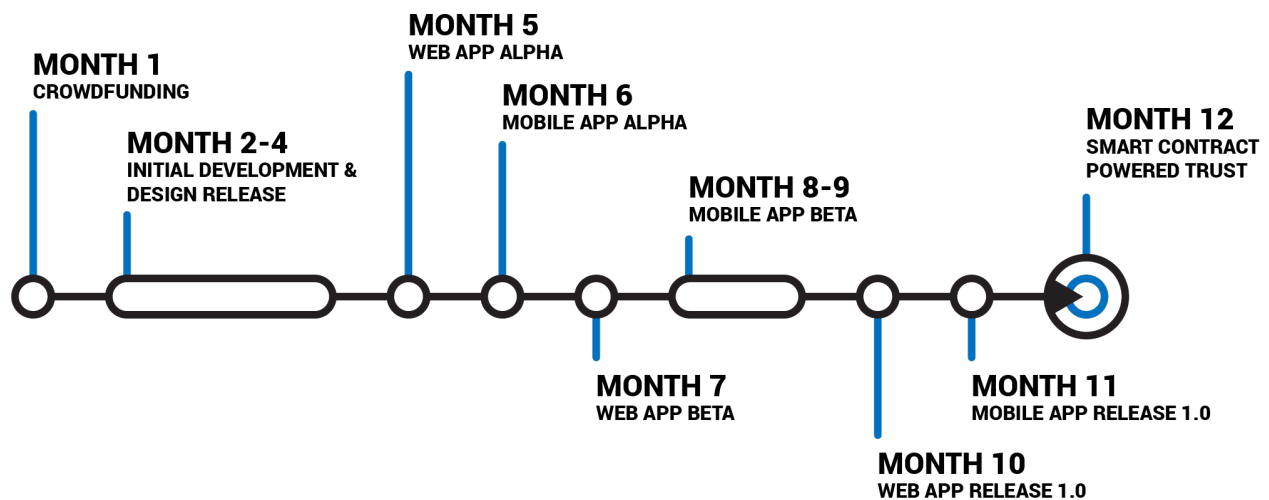 MONTH 1
CROWDFUNDING
MONTH 2-4
INITIAL DEVELOPMENT &
DESIGN RELEASE
MONTH 5
WEB APP ALPHA
MONTH 6
MOBILE APP ALPHA
MONTH 7
WEB APP BETA
MONTH 8-9
MOBILE APP BETA
MONTH 10
WEB APP RELEASE 1.0
MONTH 11
MOBILE APP RELEASE 1.0
MONTH 12
SMART CONTRACT
POWERED TRUST